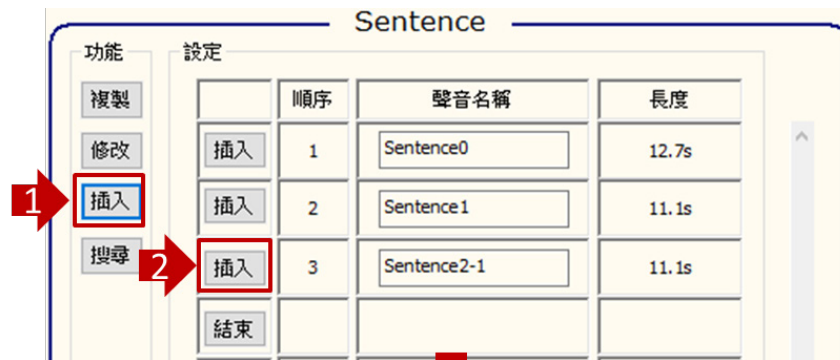 Sentence
功能 設定
複製 順序 聲音名稱 長度
修改 插入 1 Sentence0 12.7s
1 插入 插入 2 Sentence1 11.1s
搜尋 2 插入 3 Sentence2-1 11.1s
結束